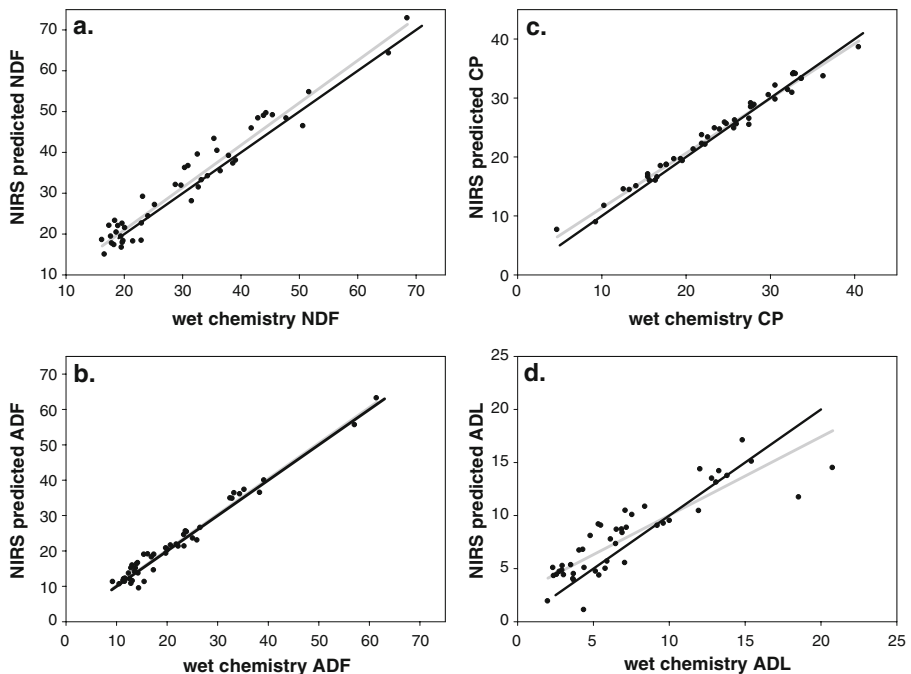 a.
70
60
50
40
30
20
10
NIRS predicted NDF
10 20 30 40 50 60 70
wet chemistry NDF
c.
40
30
20
10
0
NIRS predicted CP
0 10 20 30 40
wet chemistry CP
b.
70
60
50
40
30
20
10
0
NIRS predicted ADF
0 10 20 30 40 50 60 70
wet chemistry ADF
d.
25
20
15
10
5
0
NIRS predicted ADL
0 5 10 15 20 25
wet chemistry ADL